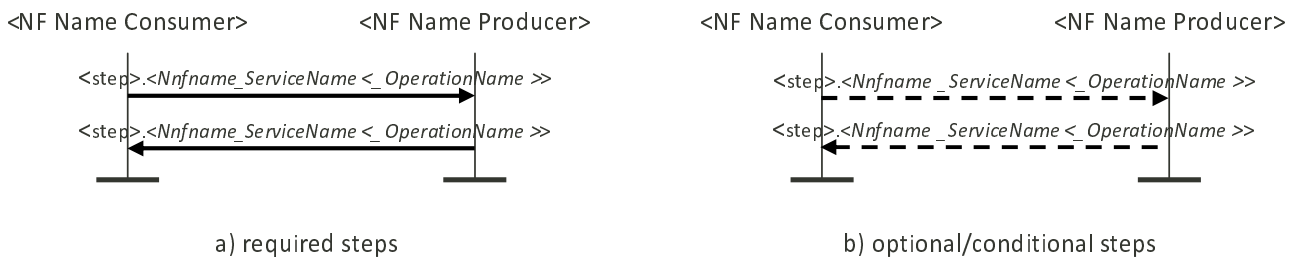 <NF Name Consumer> <NF Name Producer>
<step>.<Nnfname_ServiceName <_OperationName >>
<step>.<Nnfname_ServiceName <_OperationName >>
a) required steps
<NF Name Consumer> <NF Name Producer>
<step>.<Nnfname _ServiceName <_OperationName >>
<step>.<Nnfname _ServiceName <_OperationName >>
b) optional/conditional steps